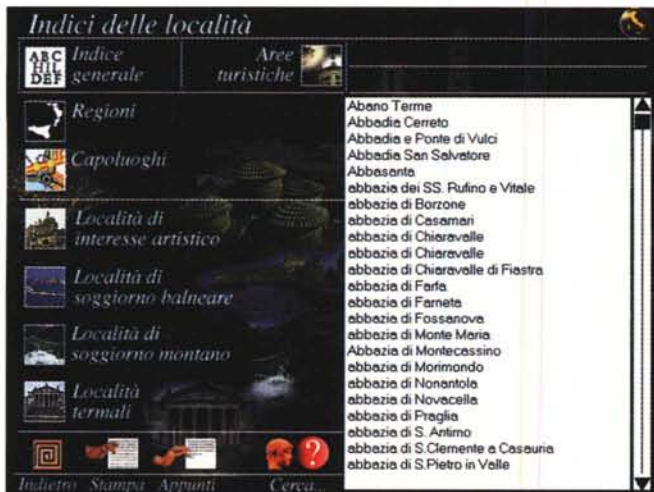 Indici delle località
ABC
HIL
DEF
Indice
generale
Aree
turistiche
Regioni
Capoluoghi
Località di
interesse artistico
Località di
soggiorno balneare
Località di
soggiorno montano
Località
termali
Indietro Stampa Appunti Cerca...
?
Abano Terme
Abbadia Cerreto
Abbadia e Ponte di Vulci
Abbadia San Salvatore
Abbasanta
abbazia dei SS. Rufino e Vitale
abbazia di Borzone
abbazia di Casamari
abbazia di Chiaravalle
abbazia di Chiaravalle
abbazia di Chiaravalle di Fiastra
abbazia di Farfa
abbazia di Farneta
abbazia di Fossanova
abbazia di Monte Maria
Abbazia di Montecassino
abbazia di Morimondo
abbazia di Nonantola
abbazia di Novacella
abbazia di Praglia
abbazia di S. Antimo
abbazia di S.Clemente a Casauria
abbazia di S.Pietro in Valle